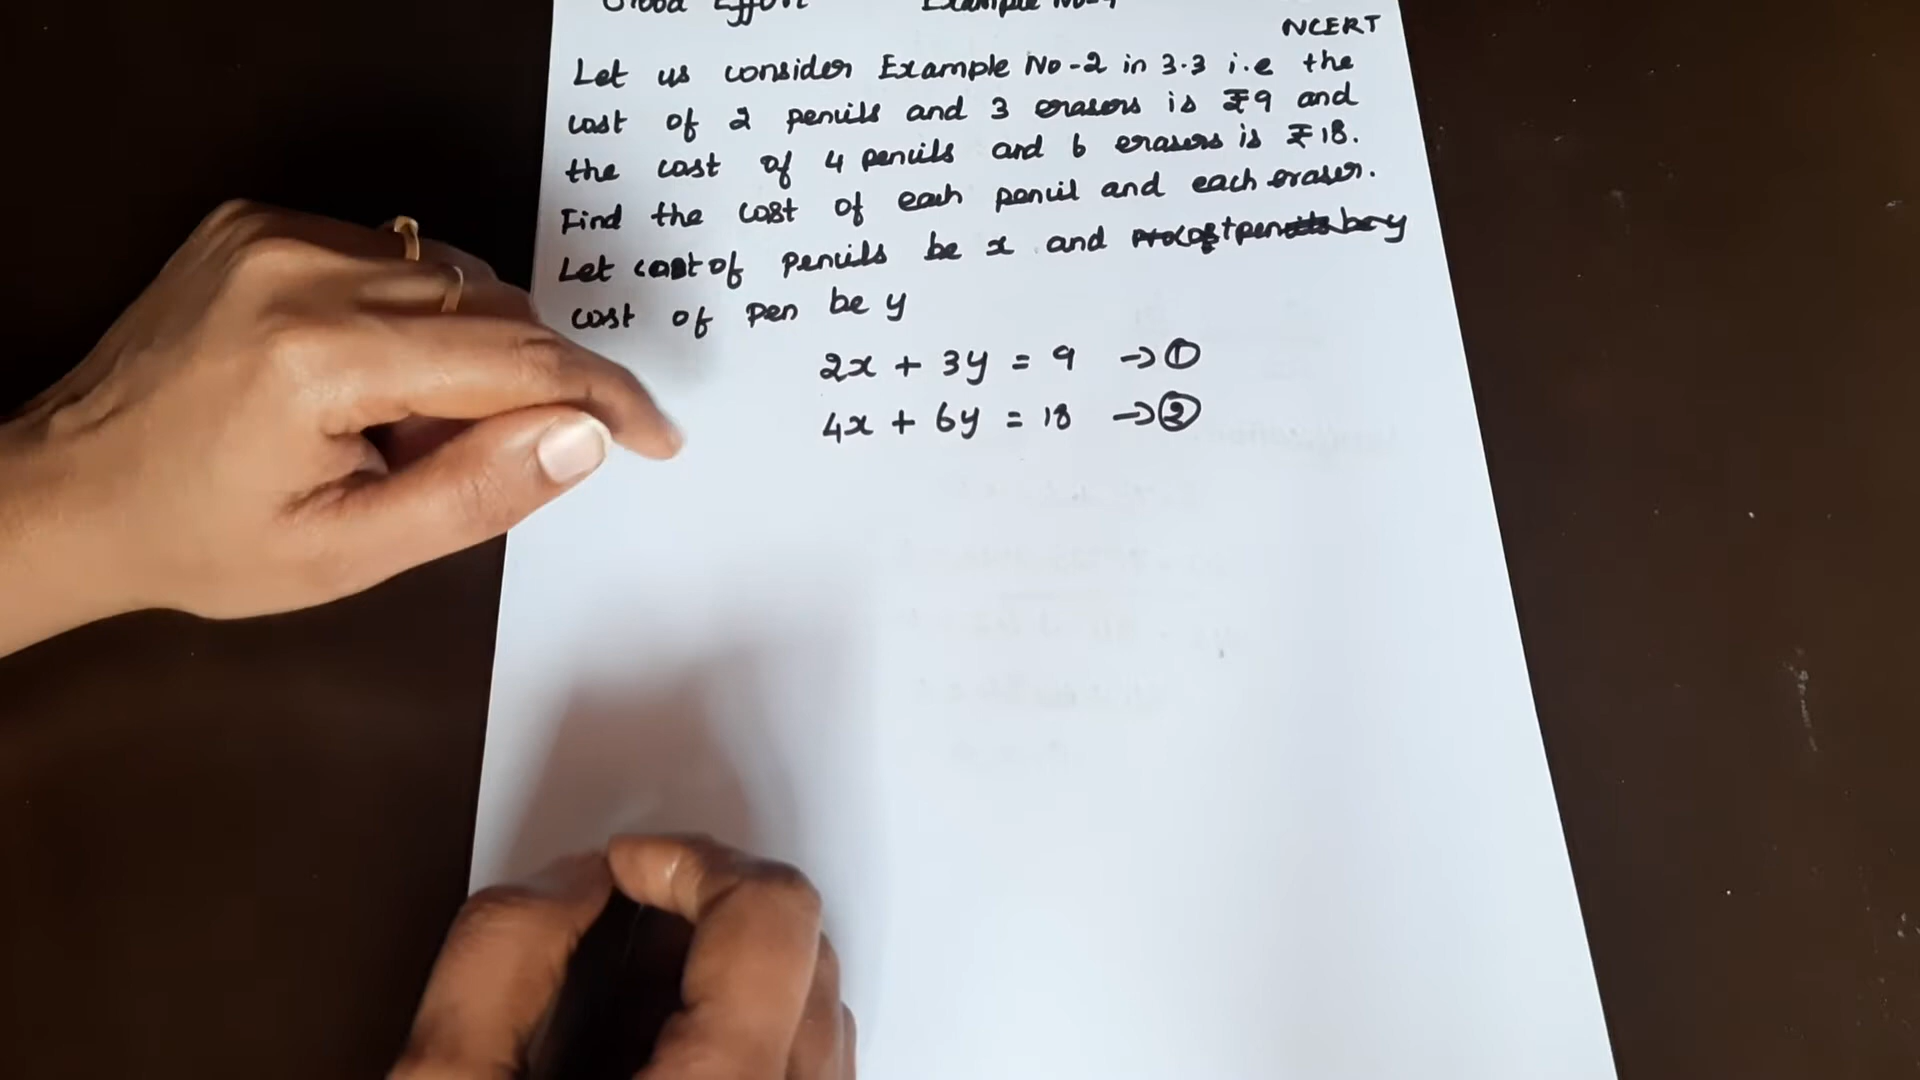 Example No-
NCERT
Let us consider Example No-2 in 3.3 i.e the
cost of 2 pencils and 3 erasers is ₹9 and
the cost of 4 pencils and 6 erasers is ₹18.
Find the cost of each pencil and each eraser.
Let cost of pencils be x and
cost of pen be y
2x + 3y = 9 → ①
4x + 6y = 18 → ②